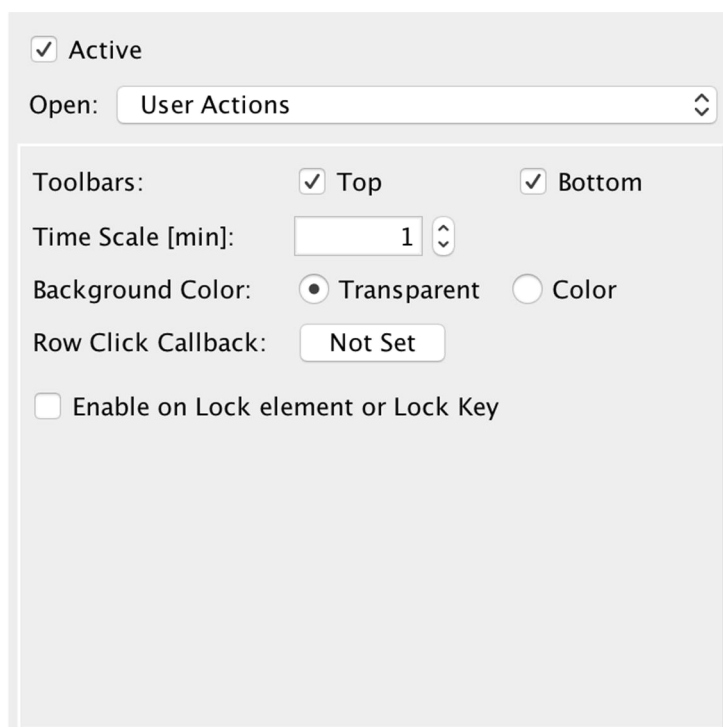 Active
Open: User Actions
Toolbars: Top Bottom
Time Scale [min]: 1
Background Color: Transparent Color
Row Click Callback: Not Set
Enable on Lock element or Lock Key